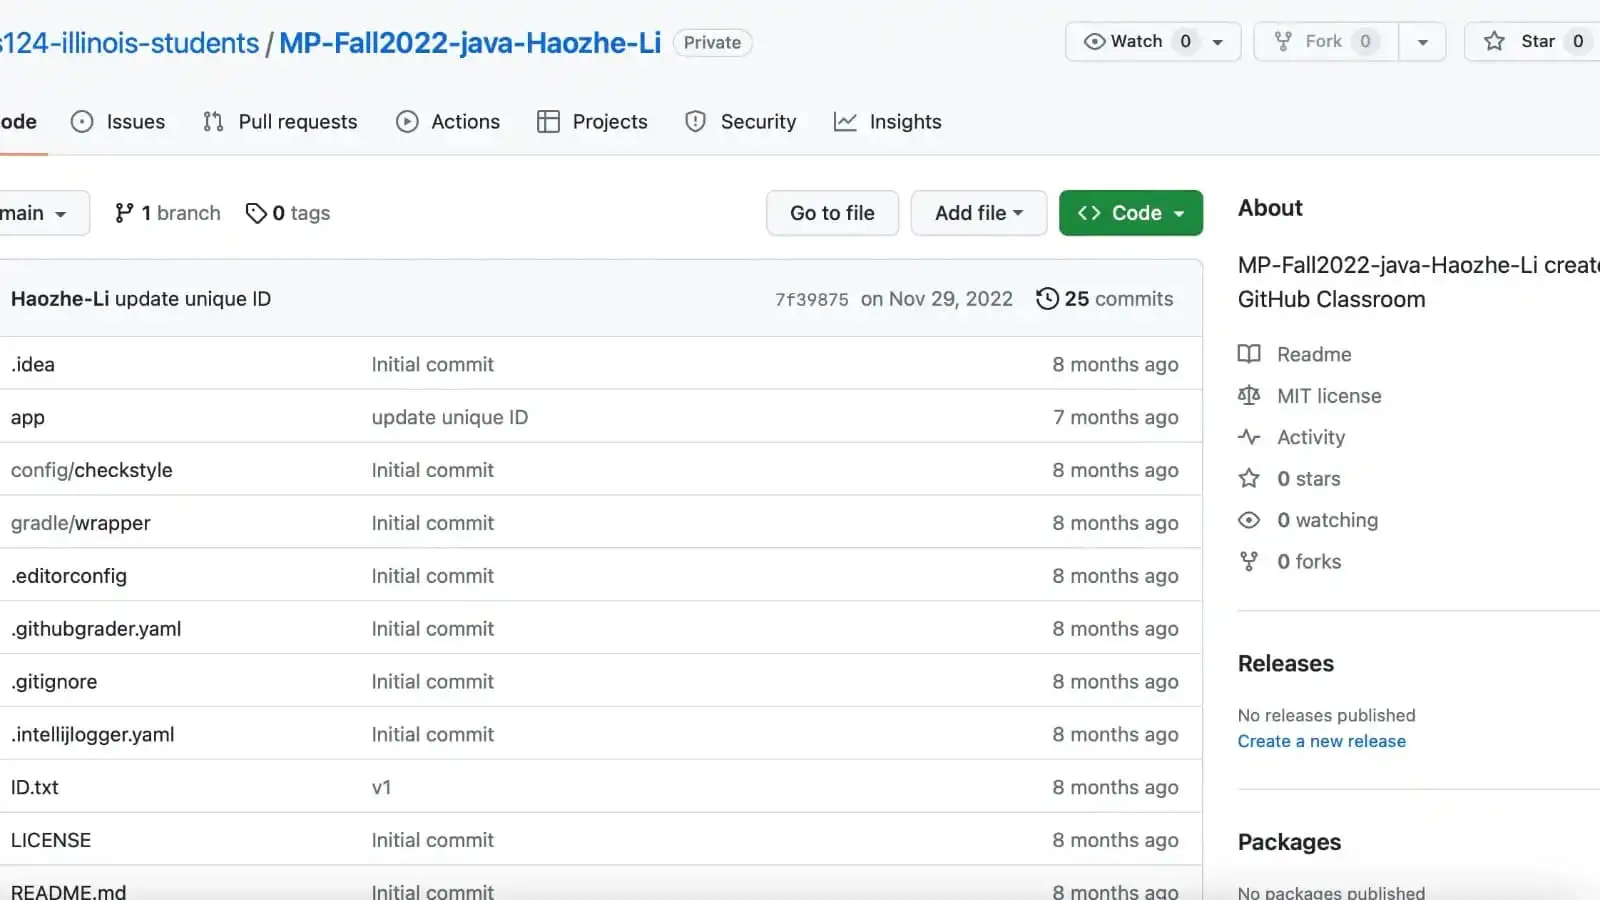 s124-illinois-students / MP-Fall2022-java-Haozhe-Li Private Watch 0 Fork 0 Star 0
ode Issues Pull requests Actions Projects Security Insights
main 1 branch 0 tags Go to file Add file Code
Haozhe-Li update unique ID 7f39875 on Nov 29, 2022 25 commits
.idea Initial commit 8 months ago
app update unique ID 7 months ago
config/checkstyle Initial commit 8 months ago
gradle/wrapper Initial commit 8 months ago
.editorconfig Initial commit 8 months ago
.githubgrader.yaml Initial commit 8 months ago
.gitignore Initial commit 8 months ago
.intellijlogger.yaml Initial commit 8 months ago
ID.txt v1 8 months ago
LICENSE Initial commit 8 months ago
README.md Initial commit 8 months ago
About
MP-Fall2022-java-Haozhe-Li create
GitHub Classroom
Readme
MIT license
Activity
0 stars
0 watching
0 forks
Releases
No releases published
Create a new release
Packages
No packages published